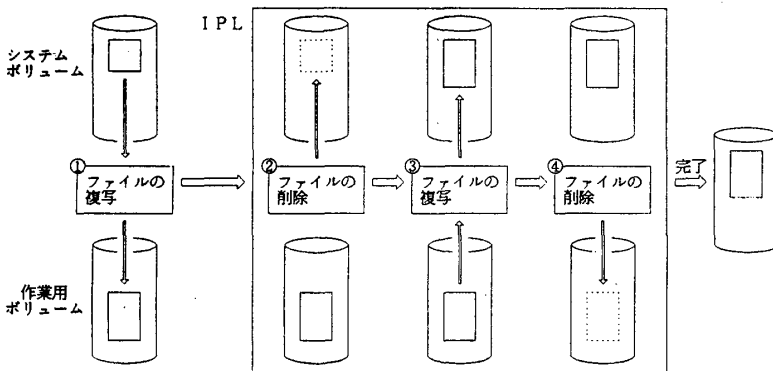 IPL
システム
ボリューム
①
ファイルの
複写
②
ファイルの
削除
③
ファイルの
複写
④
ファイルの
削除
完了
作業用
ボリューム